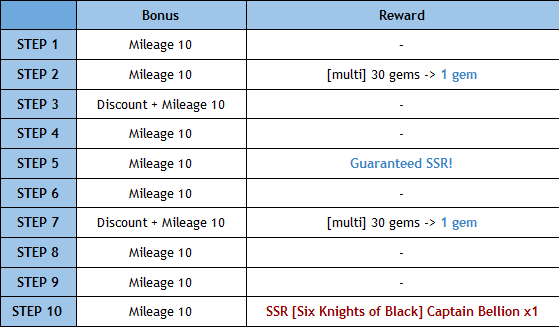 Bonus Reward
STEP 1 Mileage 10 -
STEP 2 Mileage 10 [multi] 30 gems -> 1 gem
STEP 3 Discount + Mileage 10 -
STEP 4 Mileage 10 -
STEP 5 Mileage 10 Guaranteed SSR!
STEP 6 Mileage 10 -
STEP 7 Discount + Mileage 10 [multi] 30 gems -> 1 gem
STEP 8 Mileage 10 -
STEP 9 Mileage 10 -
STEP 10 Mileage 10 SSR [Six Knights of Black] Captain Bellion x1